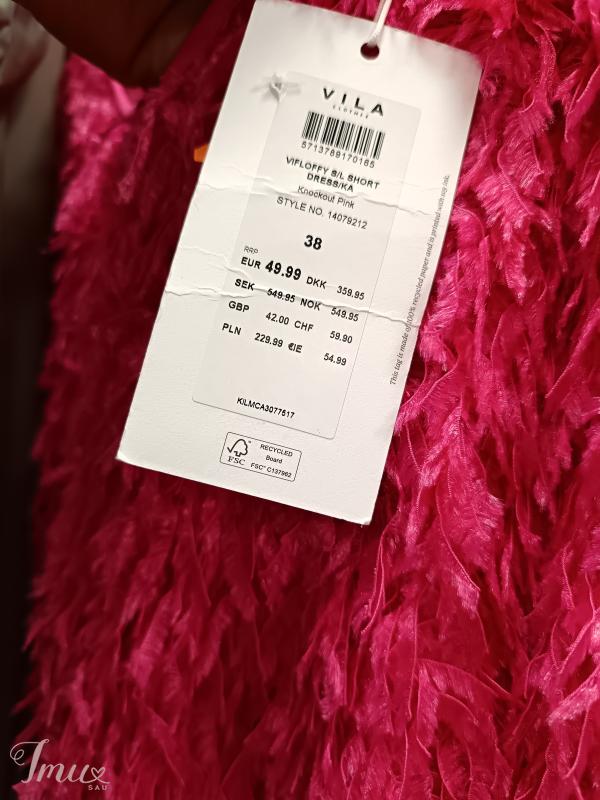 VILA
CLOTHES
5713789170165
VIFLOFFY S/L SHORT
DRESS/KA
Knockout Pink
STYLE NO. 14079212
38
RRP
EUR 49.99 DKK 359.95
SEK 549.95 NOK 549.95
GBP 42.00 CHF 59.90
PLN 229.99 €IE 54.99
KILMCA3077517
FSC
RECYCLED
Board
FSC® C137962
This tag is made of 100% recycled paper and is printed with soy ink.
Imu
SAU